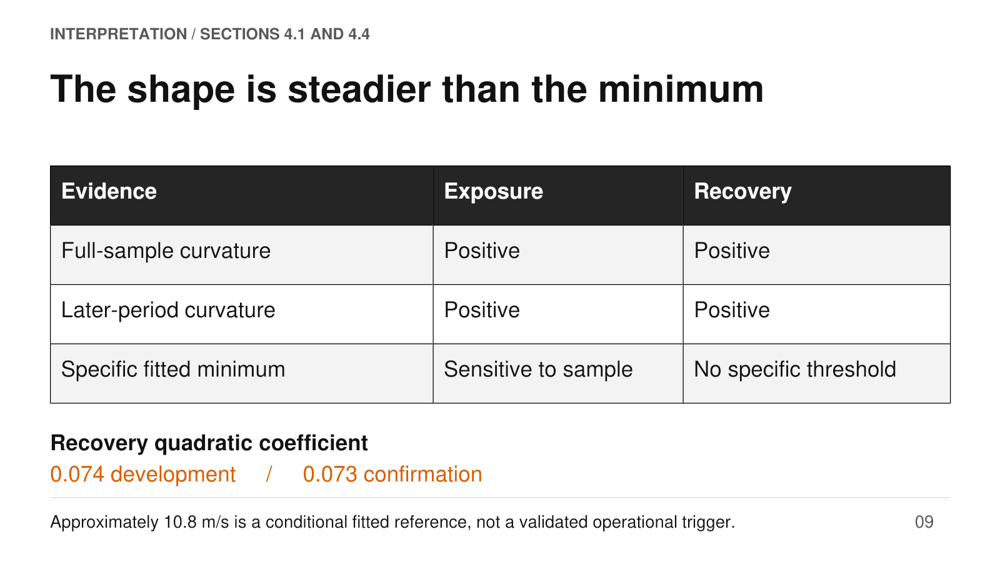 INTERPRETATION / SECTIONS 4.1 AND 4.4
The shape is steadier than the minimum
Evidence Exposure Recovery
Full-sample curvature Positive Positive
Later-period curvature Positive Positive
Specific fitted minimum Sensitive to sample No specific threshold
Recovery quadratic coefficient
0.074 development / 0.073 confirmation
Approximately 10.8 m/s is a conditional fitted reference, not a validated operational trigger. 09